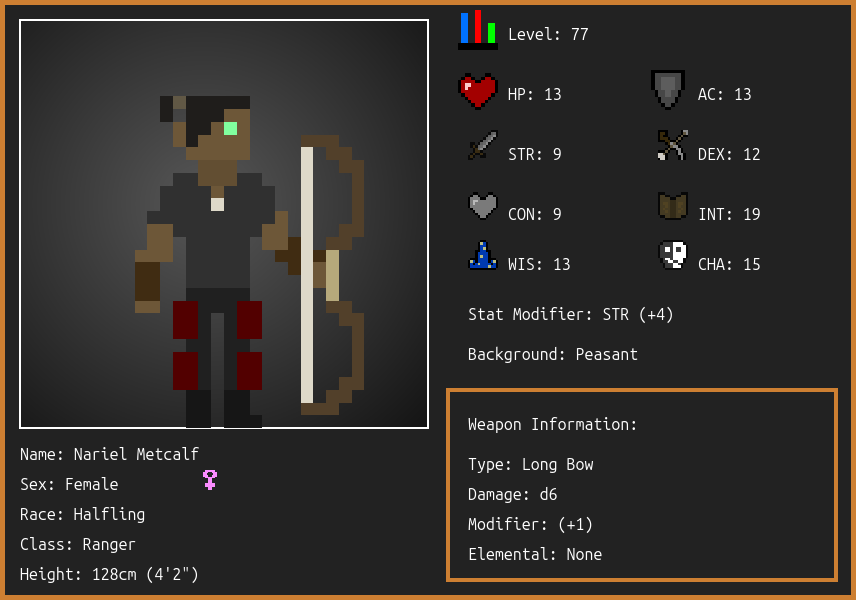 Level: 77
HP: 13
AC: 13
STR: 9
DEX: 12
CON: 9
INT: 19
WIS: 13
CHA: 15
Stat Modifier: STR (+4)
Background: Peasant
Weapon Information:
Type: Long Bow
Damage: d6
Modifier: (+1)
Elemental: None
Name: Nariel Metcalf
Sex: Female
Race: Halfling
Class: Ranger
Height: 128cm (4'2")